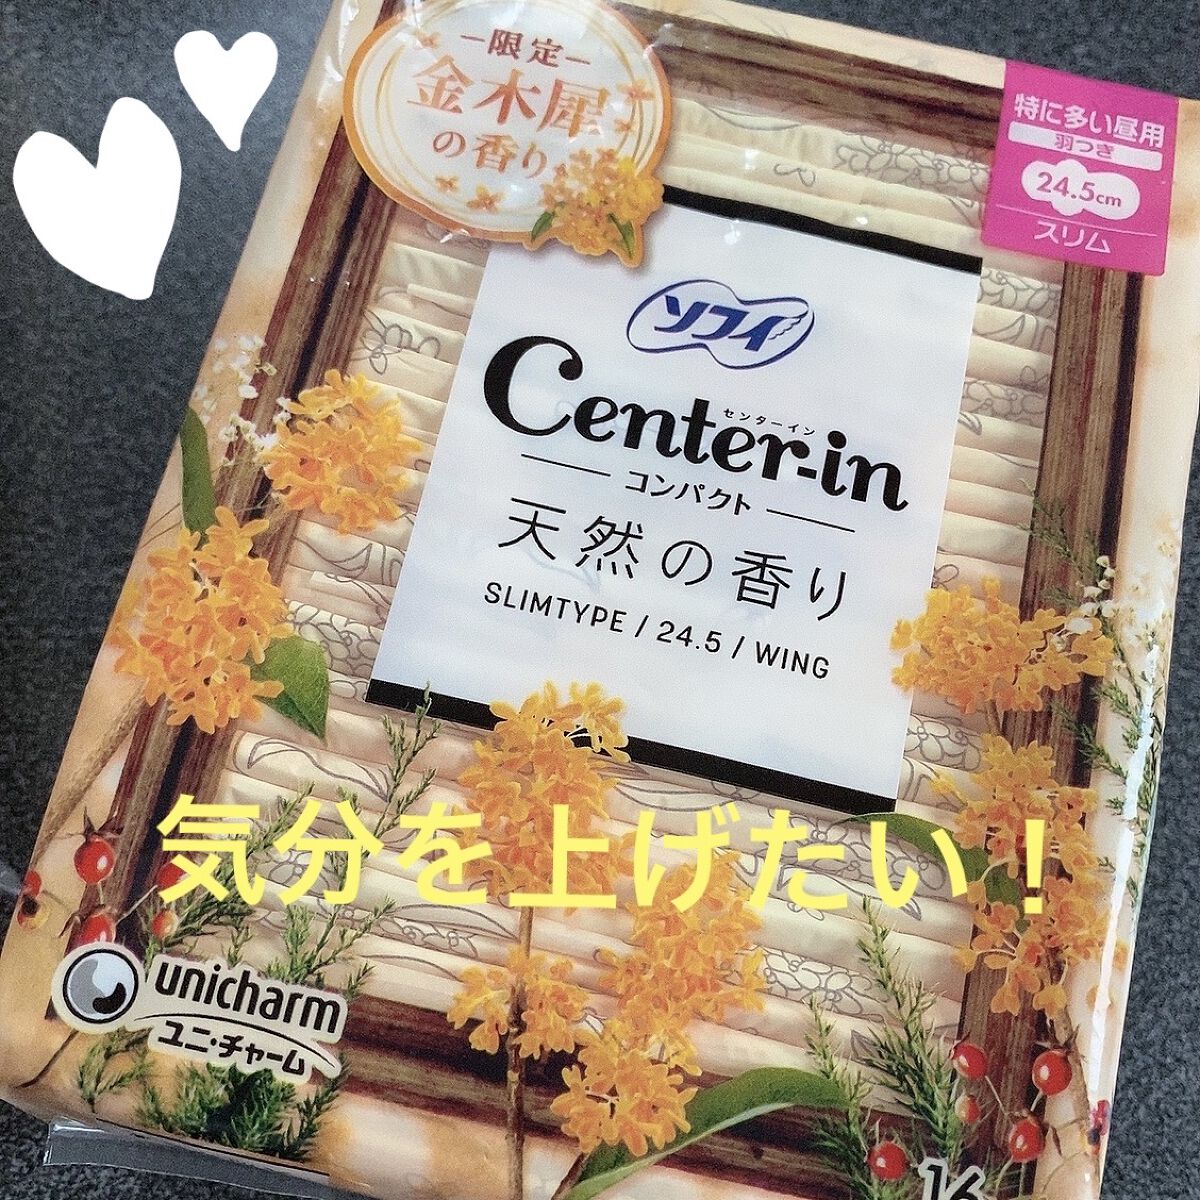 －限定－
金木犀
の香り
特に多い昼用
羽つき
24.5cm
スリム
ソフィ
Center-in
センターイン
コンパクト
天然の香り
SLIMTYPE / 24.5 / WING
気分を上げたい！
unicharm
ユニ・チャーム